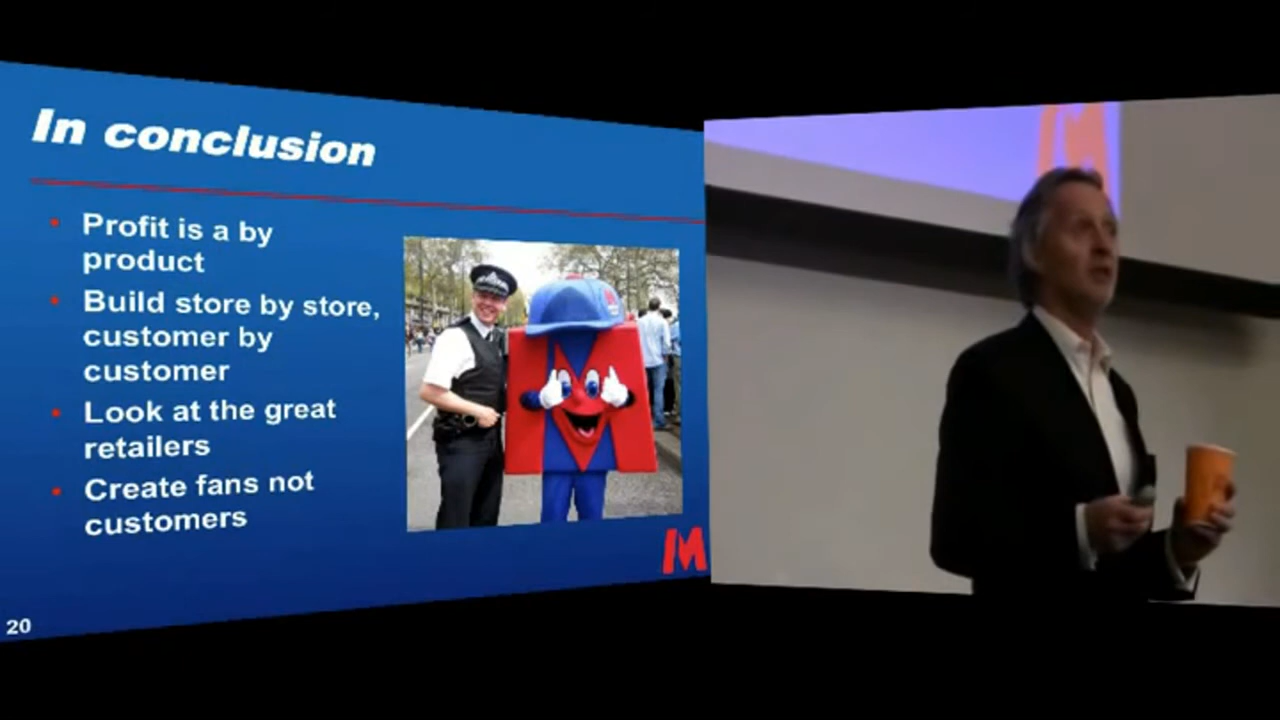 In conclusion
Profit is a by
product
Build store by store,
customer by
customer
Look at the great
retailers
Create fans not
customers
M
20